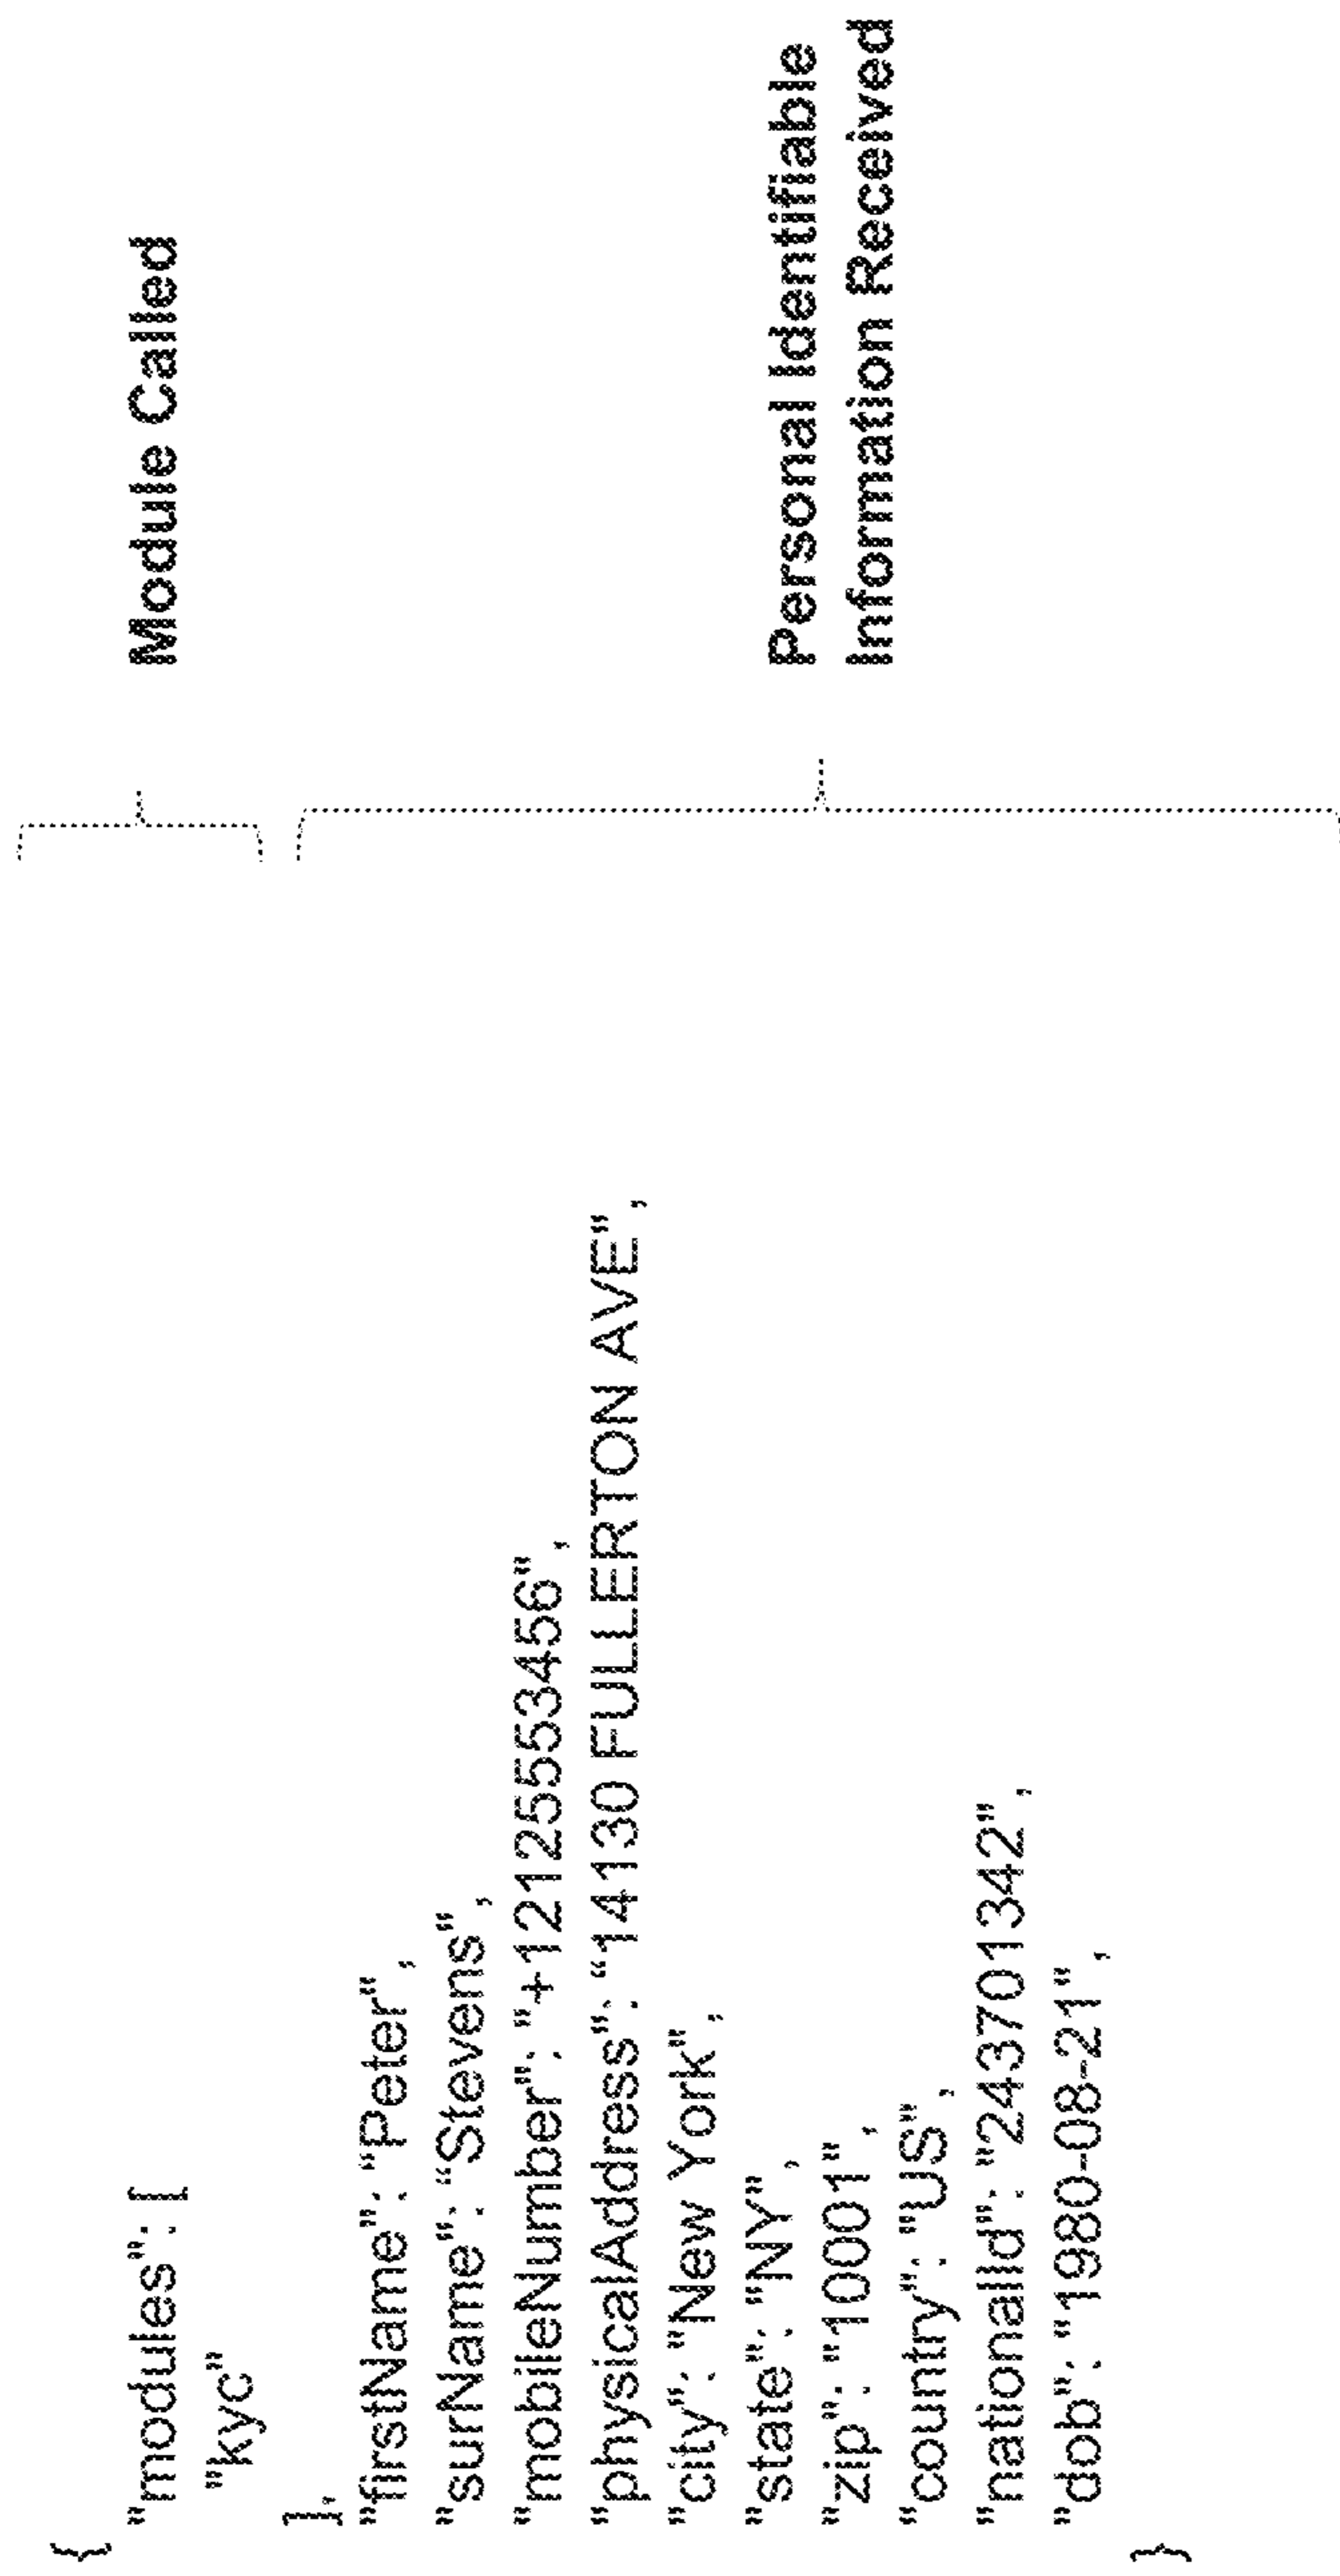 {
"modules": [
"kyc"
],
"firstName": “Peter",
"surName": “Stevens",
"mobileNumber": "+12125553456",
"physicalAddress": “14130 FULLERTON AVE",
"city": "New York",
"state": "NY",
"zip": "10001",
"country": "US",
"nationalId": "243701342",
"dob": "1980-08-21",
}
Module Called
Personal Identifiable
Information Received